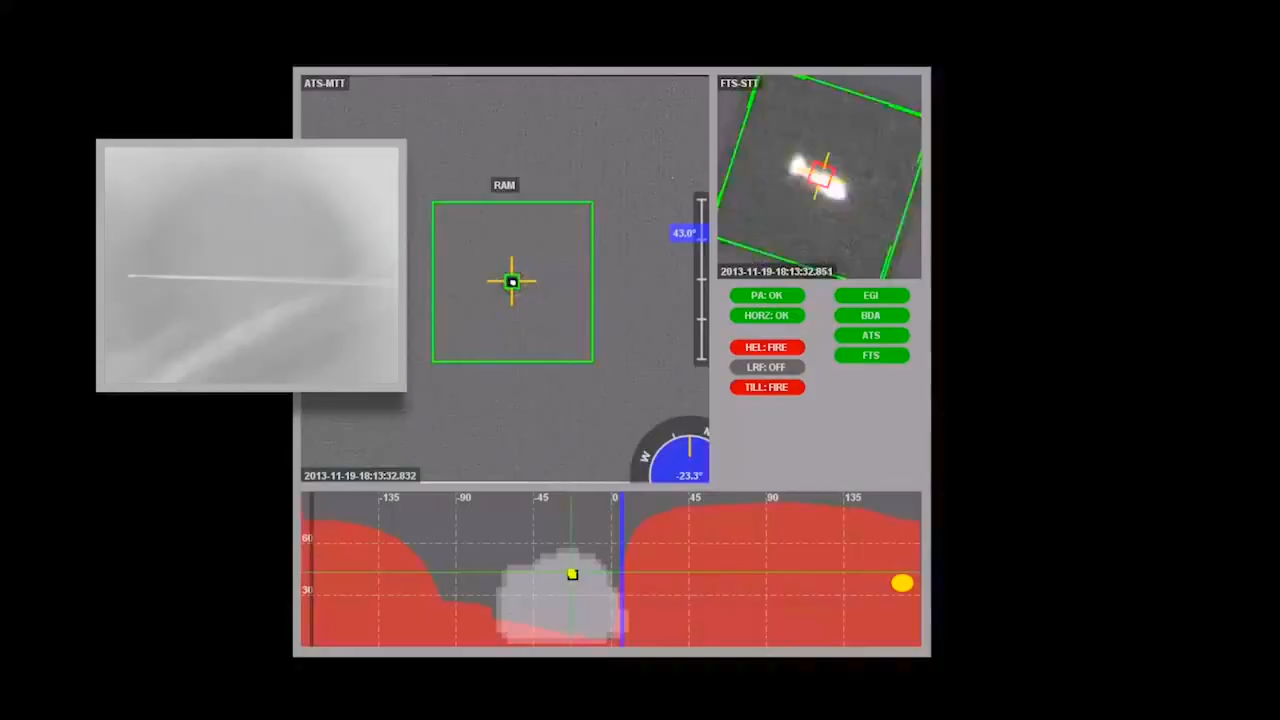 ATS-MTT
FTS-STT
RAM
43.0°
2013-11-19-18:13:32.851
PA: OK
EGI
HORZ: OK
BDA
ATS
HEL: FIRE
FTS
LRF: OFF
TILL: FIRE
W
-23.3°
2013-11-19-18:13:32.832
-135
-90
-45
0
45
90
135
60
30